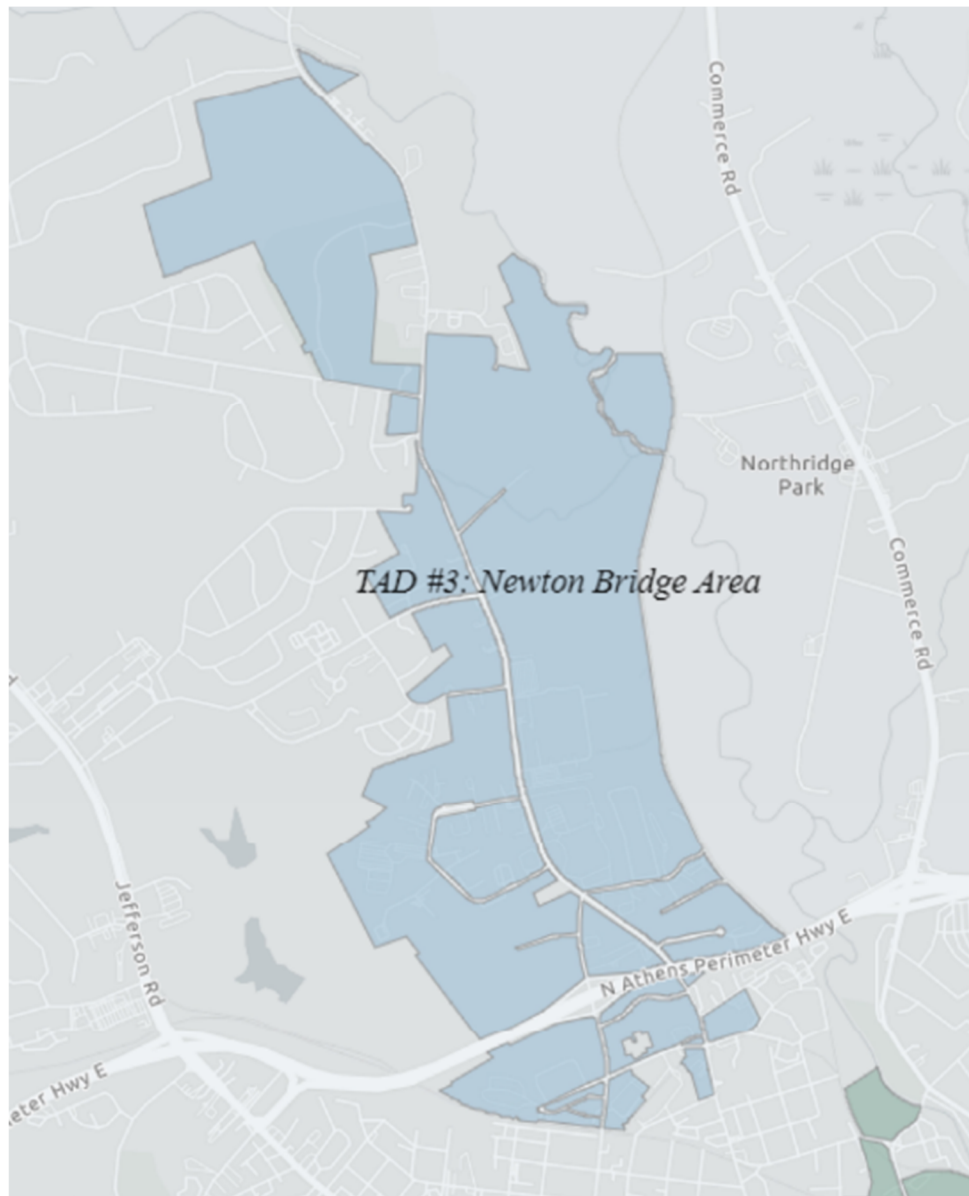 Commerce Rd
Northridge
Park
Commerce Rd
TAD #3: Newton Bridge Area
Jefferson Rd
N Athens Perimeter Hwy E
eter Hwy E